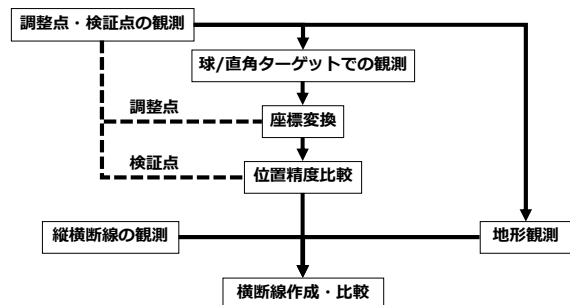 調整点・検証点の観測
球/直角ターゲットでの観測
調整点
座標変換
検証点
位置精度比較
縦横断線の観測
地形観測
横断線作成・比較